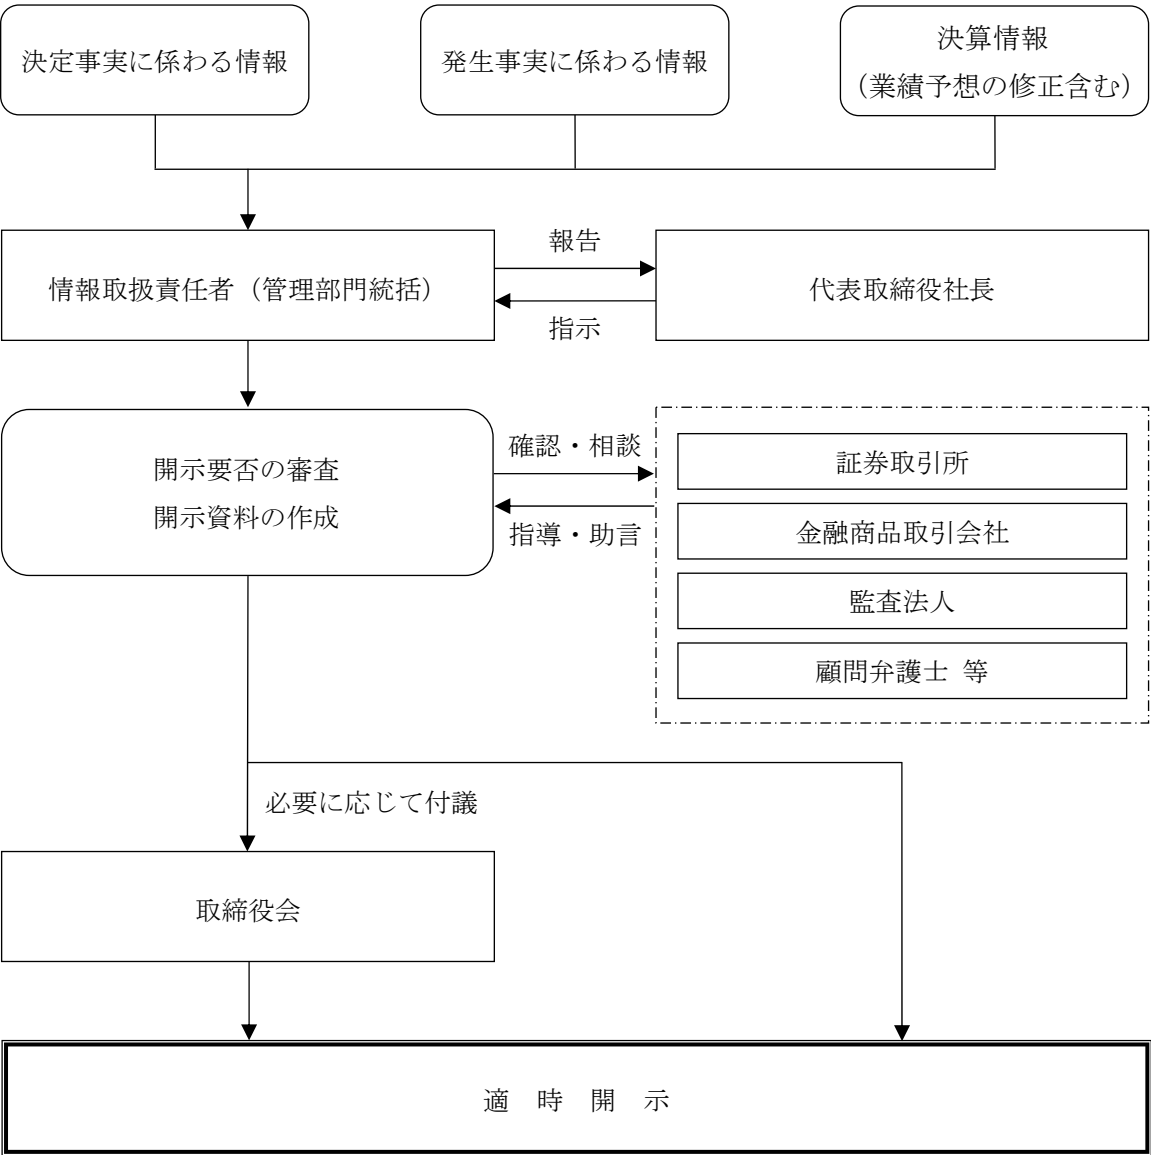 決定事実に係わる情報
発生事実に係わる情報
決算情報
（業績予想の修正含む）
情報取扱責任者（管理部門統括）
報告
指示
代表取締役社長
開示要否の審査
開示資料の作成
確認・相談
指導・助言
証券取引所
金融商品取引会社
監査法人
顧問弁護士 等
必要に応じて付議
取締役会
適 時 開 示